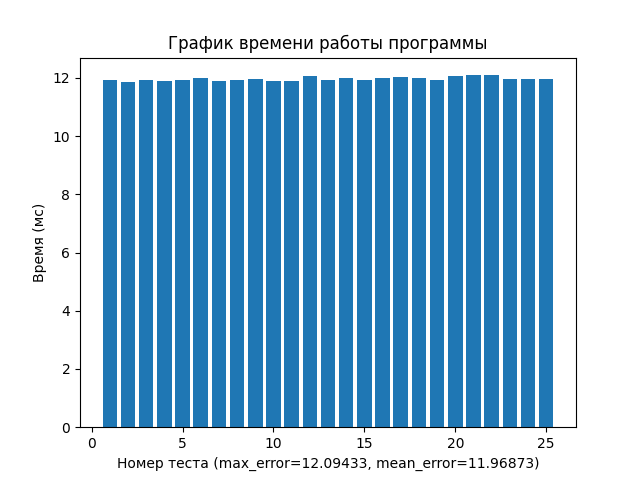 График времени работы программы
12
10
8
6
4
2
0
Время (мс)
0 5 10 15 20 25
Номер теста (max_error=12.09433, mean_error=11.96873)